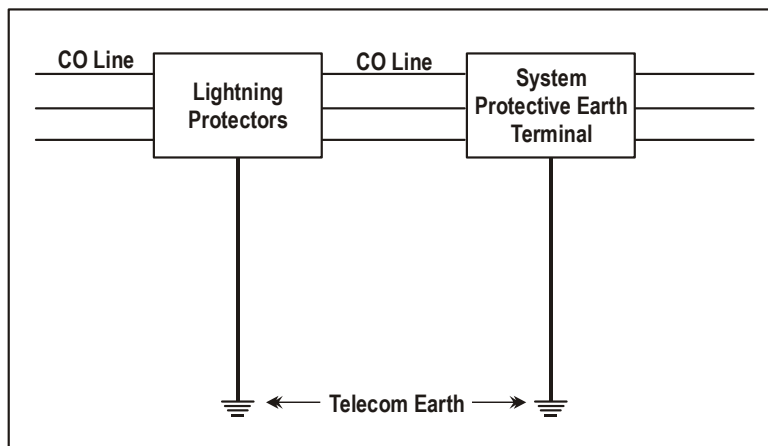 CO Line
Lightning
Protectors
CO Line
System
Protective Earth
Terminal
Telecom Earth